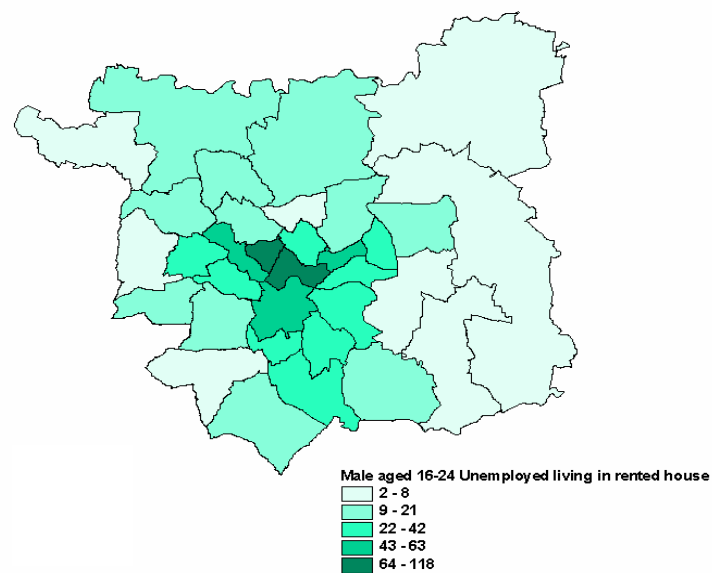 Male aged 16-24 Unemployed living in rented house
2 - 8
9 - 21
22 - 42
43 - 63
64 - 118